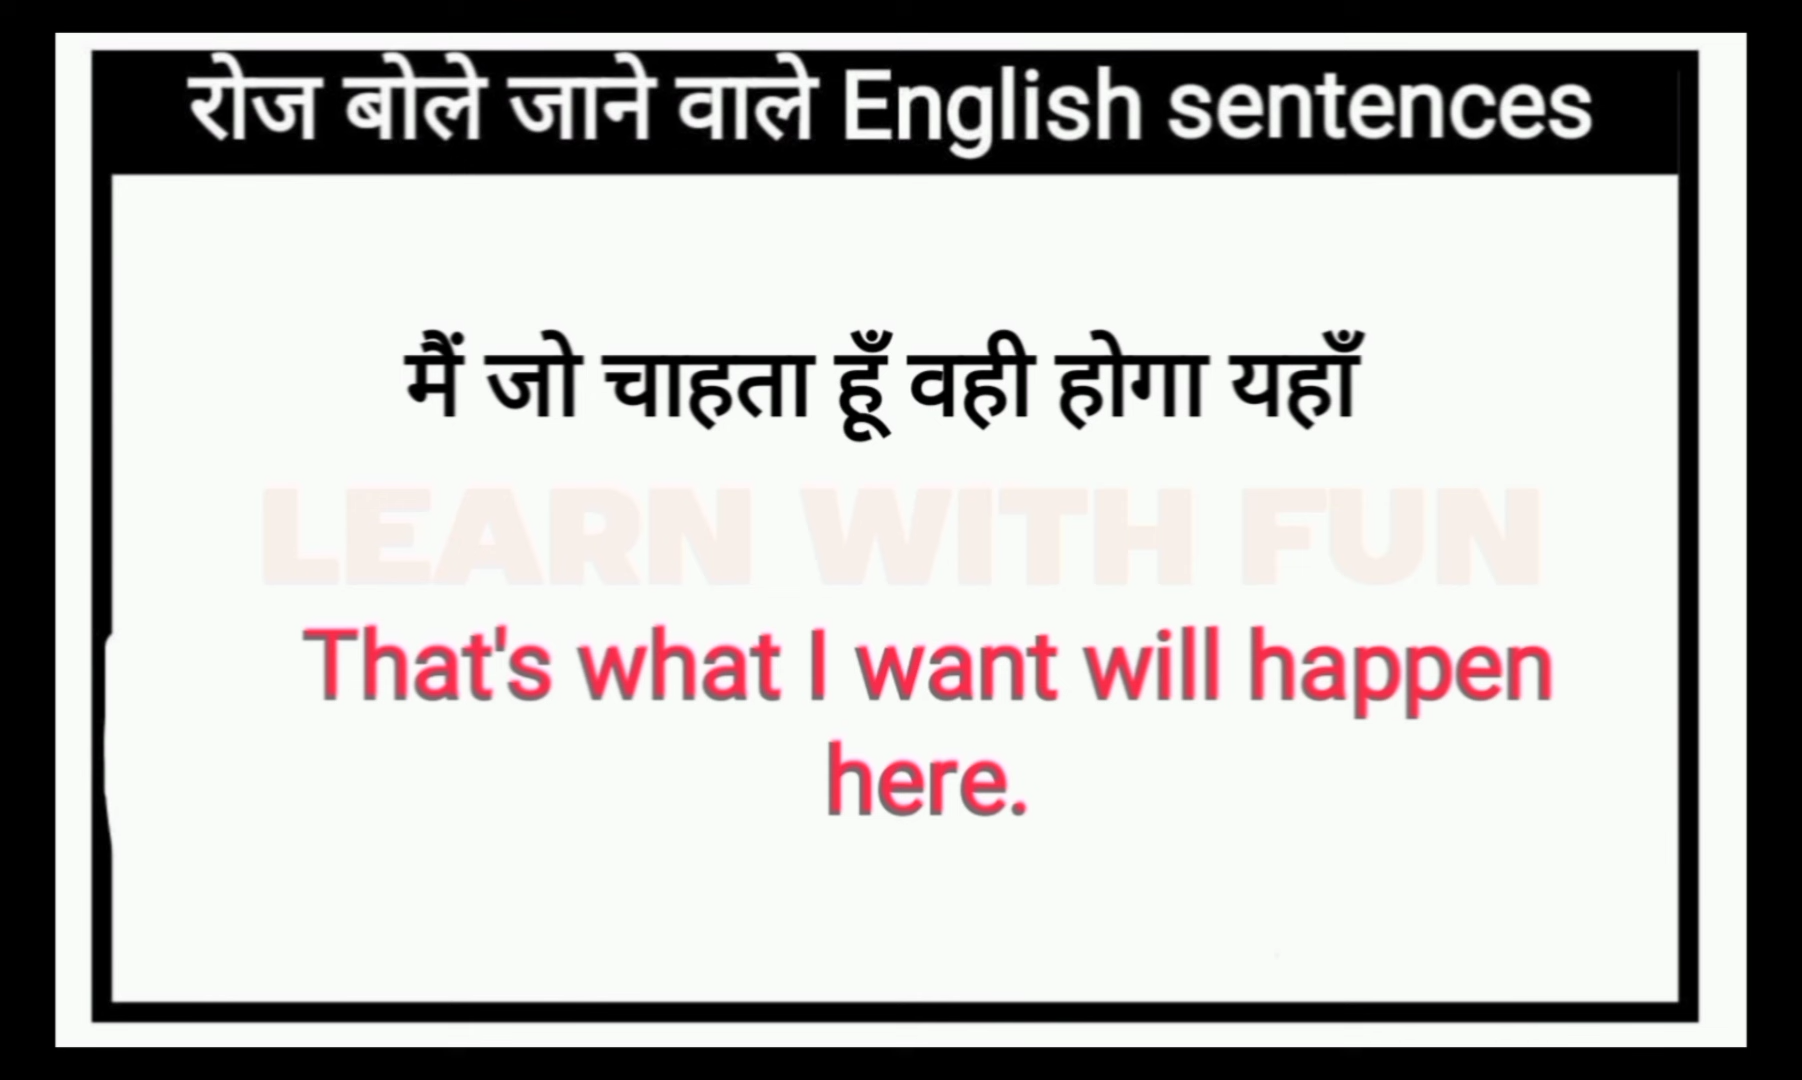 रोज बोले जाने वाले English sentences
मैं जो चाहता हूँ वही होगा यहाँ
LEARN WITH FUN
That's what I want will happen
here.